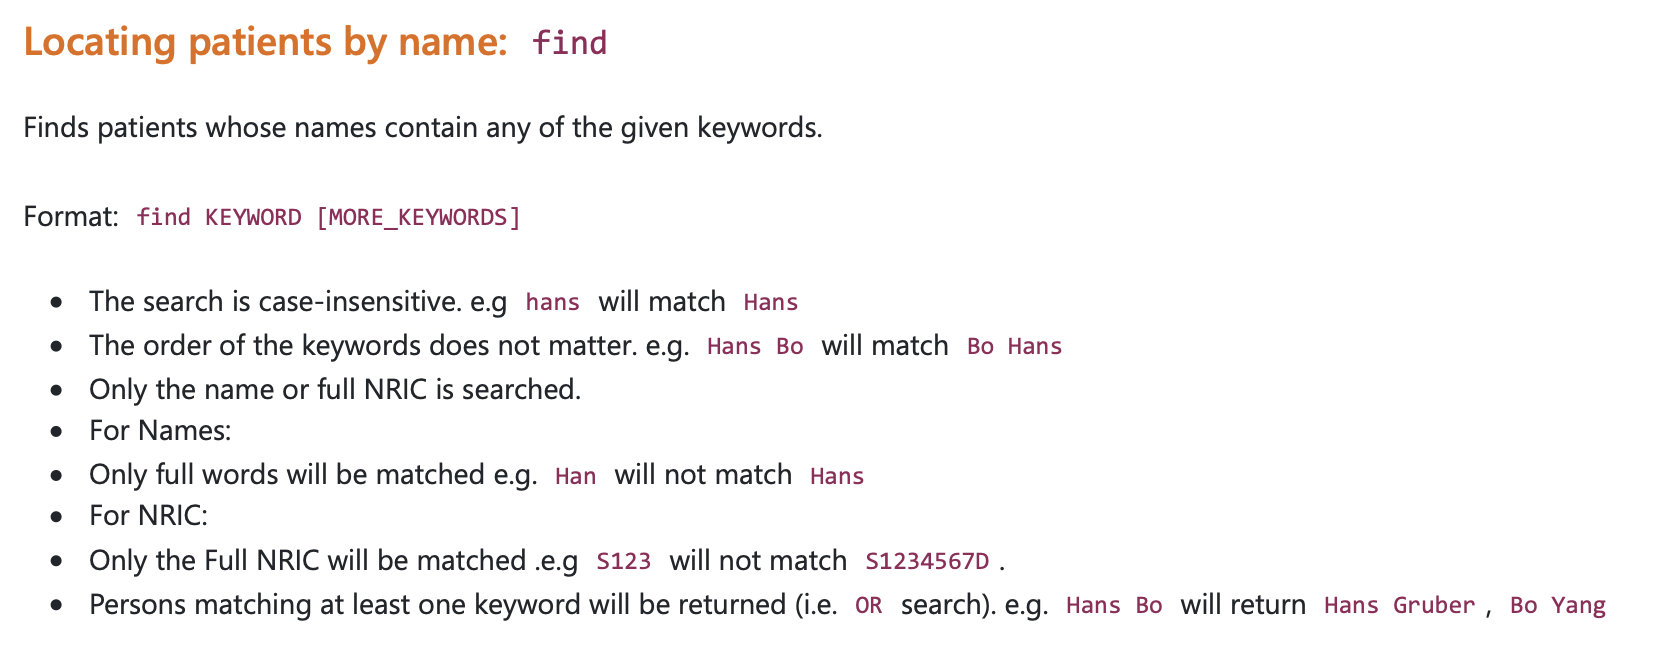 Locating patients by name: find
Finds patients whose names contain any of the given keywords.
Format: find KEYWORD [MORE_KEYWORDS]
• The search is case-insensitive. e.g hans will match Hans
• The order of the keywords does not matter. e.g. Hans Bo will match Bo Hans
• Only the name or full NRIC is searched.
• For Names:
• Only full words will be matched e.g. Han will not match Hans
• For NRIC:
• Only the Full NRIC will be matched .e.g S123 will not match S1234567D .
• Persons matching at least one keyword will be returned (i.e. OR search). e.g. Hans Bo will return Hans Gruber , Bo Yang